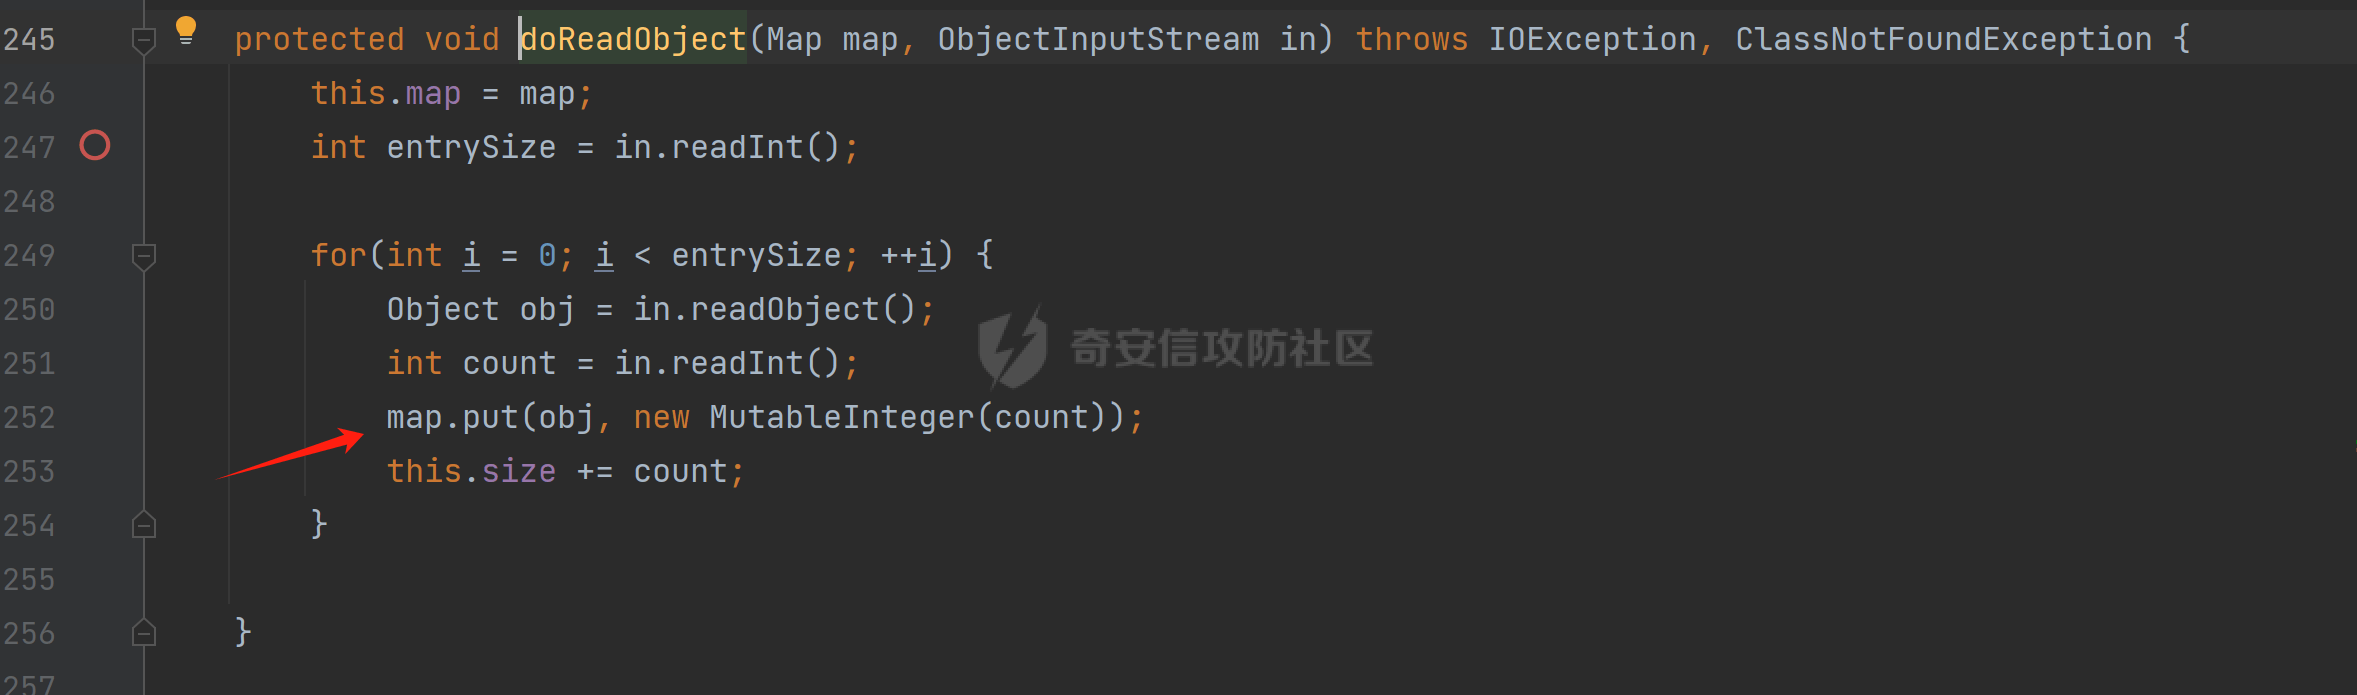 245 protected void doReadObject(Map map, ObjectInputStream in) throws IOException, ClassNotFoundException {
246 this.map = map;
247 int entrySize = in.readInt();
248
249 for(int i = 0; i < entrySize; ++i) {
250 Object obj = in.readObject();
251 int count = in.readInt();
奇安信攻防社区
252 map.put(obj, new MutableInteger(count));
253 this.size += count;
254 }
255
256 }
257